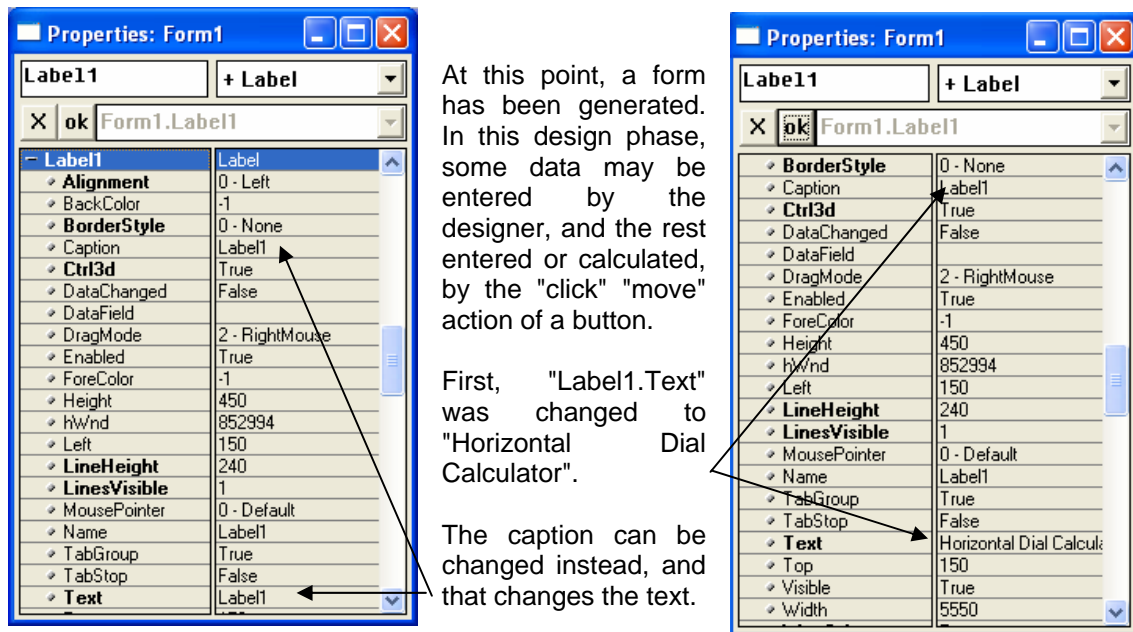 Properties: Form1
Label1
+ Label
X
ok
Form1.Label1
Label1 Label
Alignment 0 - Left
BackColor -1
BorderStyle 0 - None
Caption Label1
Ctrl3d True
DataChanged False
DataField
DragMode 2 - RightMouse
Enabled True
ForeColor -1
Height 450
hWnd 852994
Left 150
LineHeight 240
LinesVisible 1
MousePointer 0 - Default
Name Label1
TabGroup True
TabStop False
Text Label1
At this point, a form
has been generated.
In this design phase,
some data may be
entered by the
designer, and the rest
entered or calculated,
by the "click" "move"
action of a button.
First, "Label1.Text"
was changed to
"Horizontal Dial
Calculator".
The caption can be
changed instead, and
that changes the text.
Properties: Form1
Label1
+ Label
X
ok
Form1.Label1
BorderStyle 0 - None
Caption Label1
Ctrl3d True
DataChanged False
DataField
DragMode 2 - RightMouse
Enabled True
ForeColor -1
Height 450
hWnd 852994
Left 150
LineHeight 240
LinesVisible 1
MousePointer 0 - Default
Name Label1
TabGroup True
TabStop False
Text Horizontal Dial Calcula
Top 150
Visible True
Width 5550